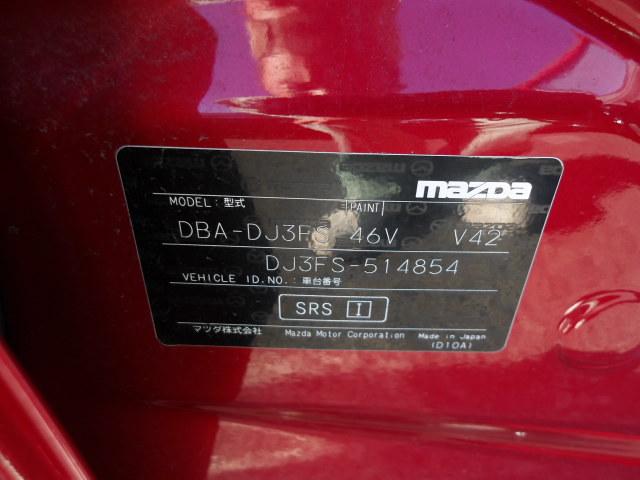 mazda
MODEL: 型式 PAINT
DBA-DJ3FS 46V V42
DJ3FS-514854
VEHICLE ID.NO.: 車台番号
SRS I
マツダ株式会社 Mazda Motor Corporation Made in Japan
(D10A)